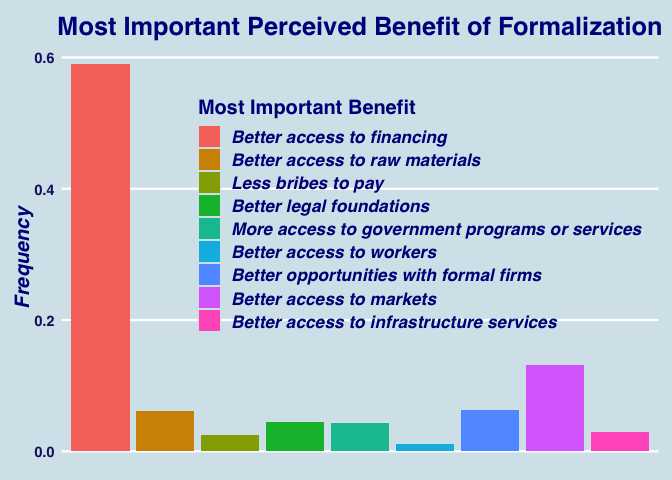 Most Important Perceived Benefit of Formalization
0.6
0.4
0.2
0.0
Frequency
Most Important Benefit
Better access to financing
Better access to raw materials
Less bribes to pay
Better legal foundations
More access to government programs or services
Better access to workers
Better opportunities with formal firms
Better access to markets
Better access to infrastructure services